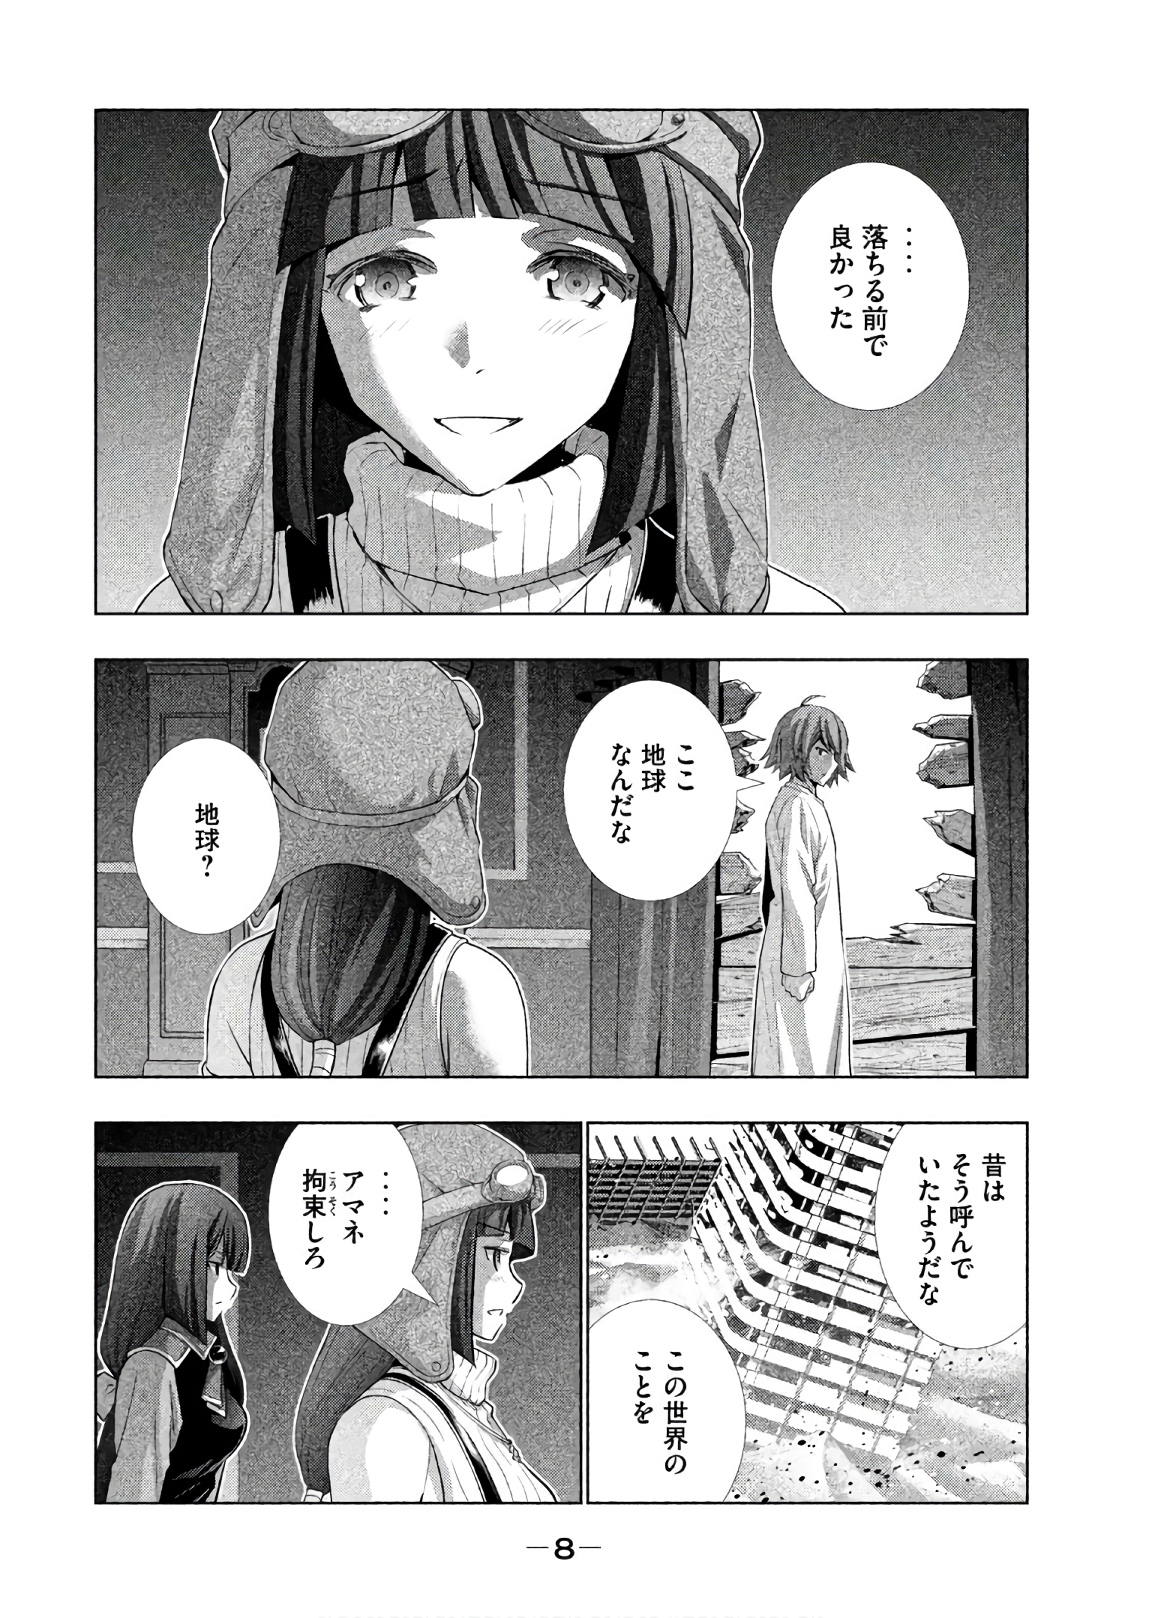 落ちる前で
良かった
ここ
地球
なんだな
地球?
昔は
そう呼んで
いたようだな
この世界の
ことを
アマネ
拘束しろ
こうそく
—8—